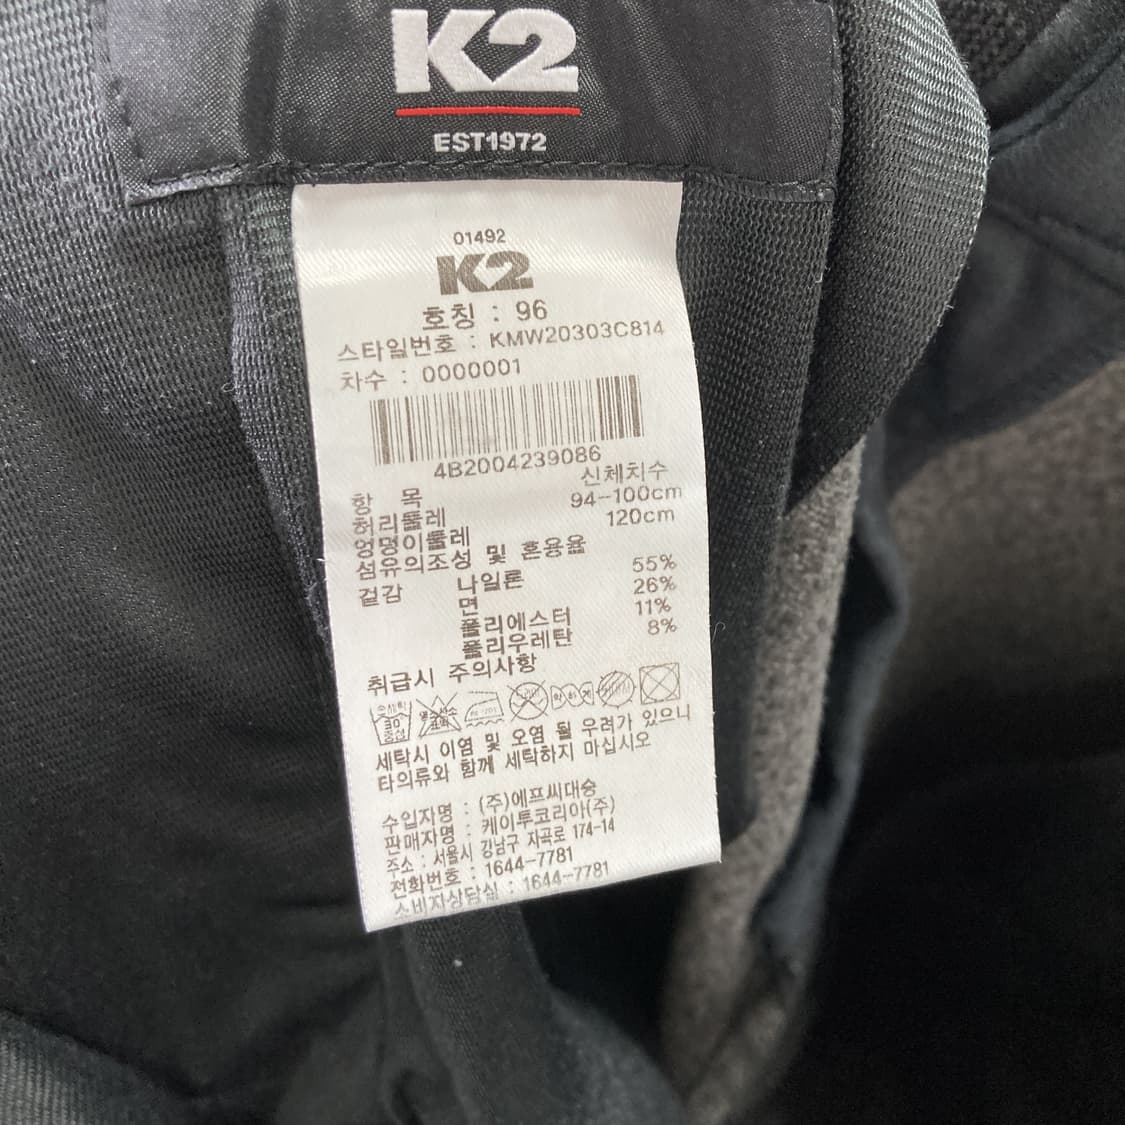 K2
EST1972
01492
K2
호칭 : 96
스타일번호 : KMW20303C814
차수 : 0000001
4B2004239086
항 목 신체치수
허리둘레 94-100cm
엉덩이둘레 120cm
섬유의조성 및 혼용율
겉감 나일론 55%
면 26%
폴리에스터 11%
폴리우레탄 8%
취급시 주의사항
손세탁 30° 중성
세탁시 이염 및 오염 될 우려가 있으니
타의류와 함께 세탁하지 마십시오
수입자명 : (주)에프씨대승
판매자명 : 케이투코리아(주)
주소 : 서울시 강남구 자곡로 174-14
전화번호 : 1644-7781
소비자상담실 : 1644-7781